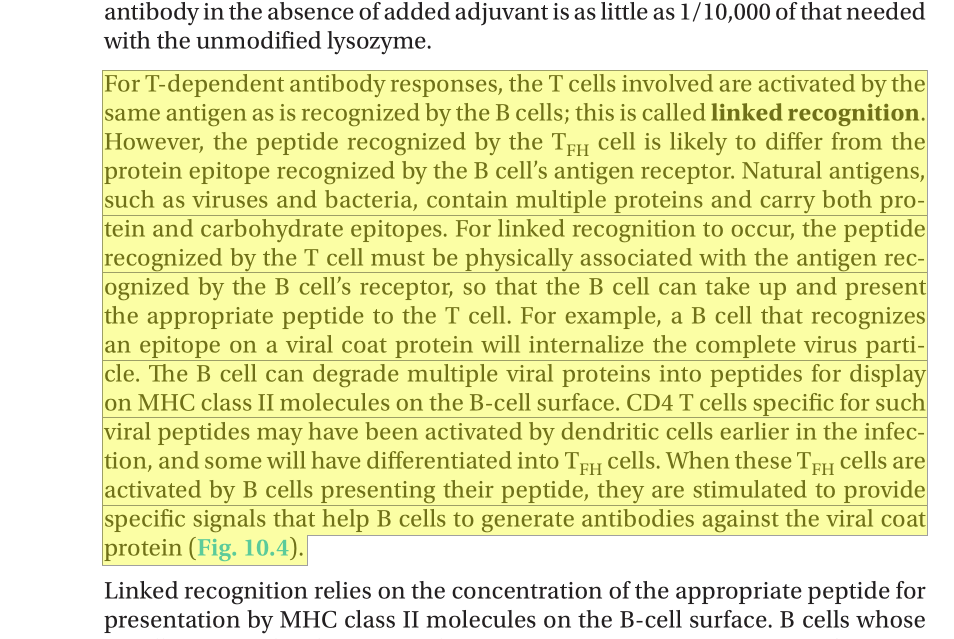 antibody in the absence of added adjuvant is as little as 1/10,000 of that needed
with the unmodified lysozyme.
For T-dependent antibody responses, the T cells involved are activated by the
same antigen as is recognized by the B cells; this is called linked recognition.
However, the peptide recognized by the TFH cell is likely to differ from the
protein epitope recognized by the B cell’s antigen receptor. Natural antigens,
such as viruses and bacteria, contain multiple proteins and carry both pro-
tein and carbohydrate epitopes. For linked recognition to occur, the peptide
recognized by the T cell must be physically associated with the antigen rec-
ognized by the B cell’s receptor, so that the B cell can take up and present
the appropriate peptide to the T cell. For example, a B cell that recognizes
an epitope on a viral coat protein will internalize the complete virus parti-
cle. The B cell can degrade multiple viral proteins into peptides for display
on MHC class II molecules on the B-cell surface. CD4 T cells specific for such
viral peptides may have been activated by dendritic cells earlier in the infec-
tion, and some will have differentiated into TFH cells. When these TFH cells are
activated by B cells presenting their peptide, they are stimulated to provide
specific signals that help B cells to generate antibodies against the viral coat
protein (Fig. 10.4).
Linked recognition relies on the concentration of the appropriate peptide for
presentation by MHC class II molecules on the B-cell surface. B cells whose